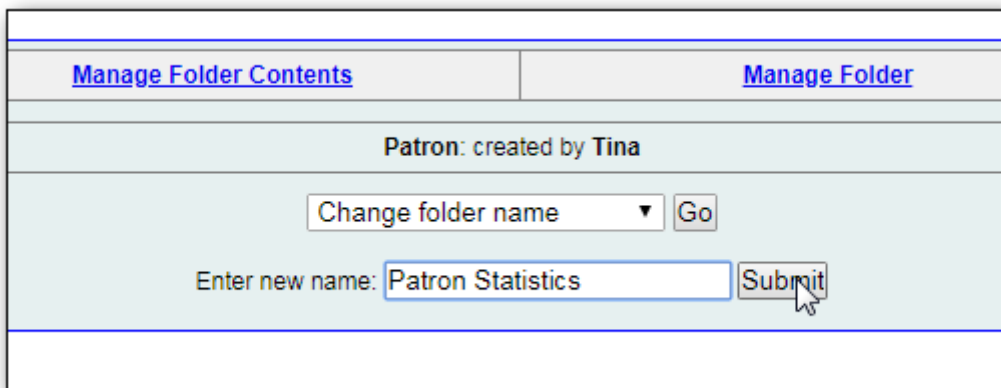 Manage Folder Contents Manage Folder
Patron: created by Tina
Change folder name Go
Enter new name: Patron Statistics Submit